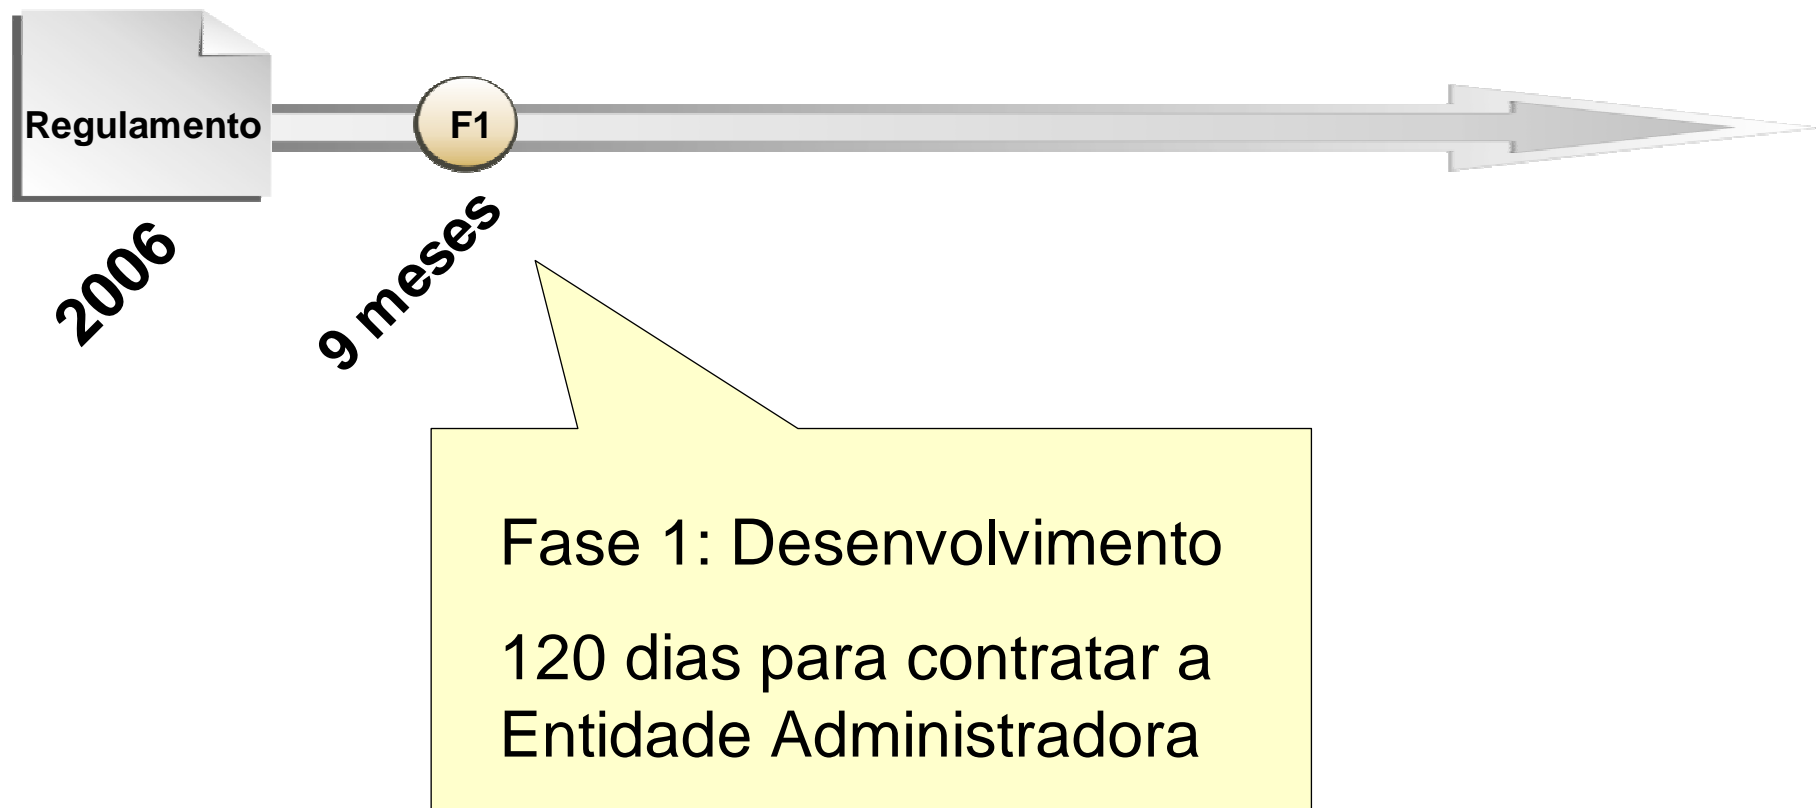 Regulamento
F1
2006
9 meses
Fase 1: Desenvolvimento
120 dias para contratar a
Entidade Administradora